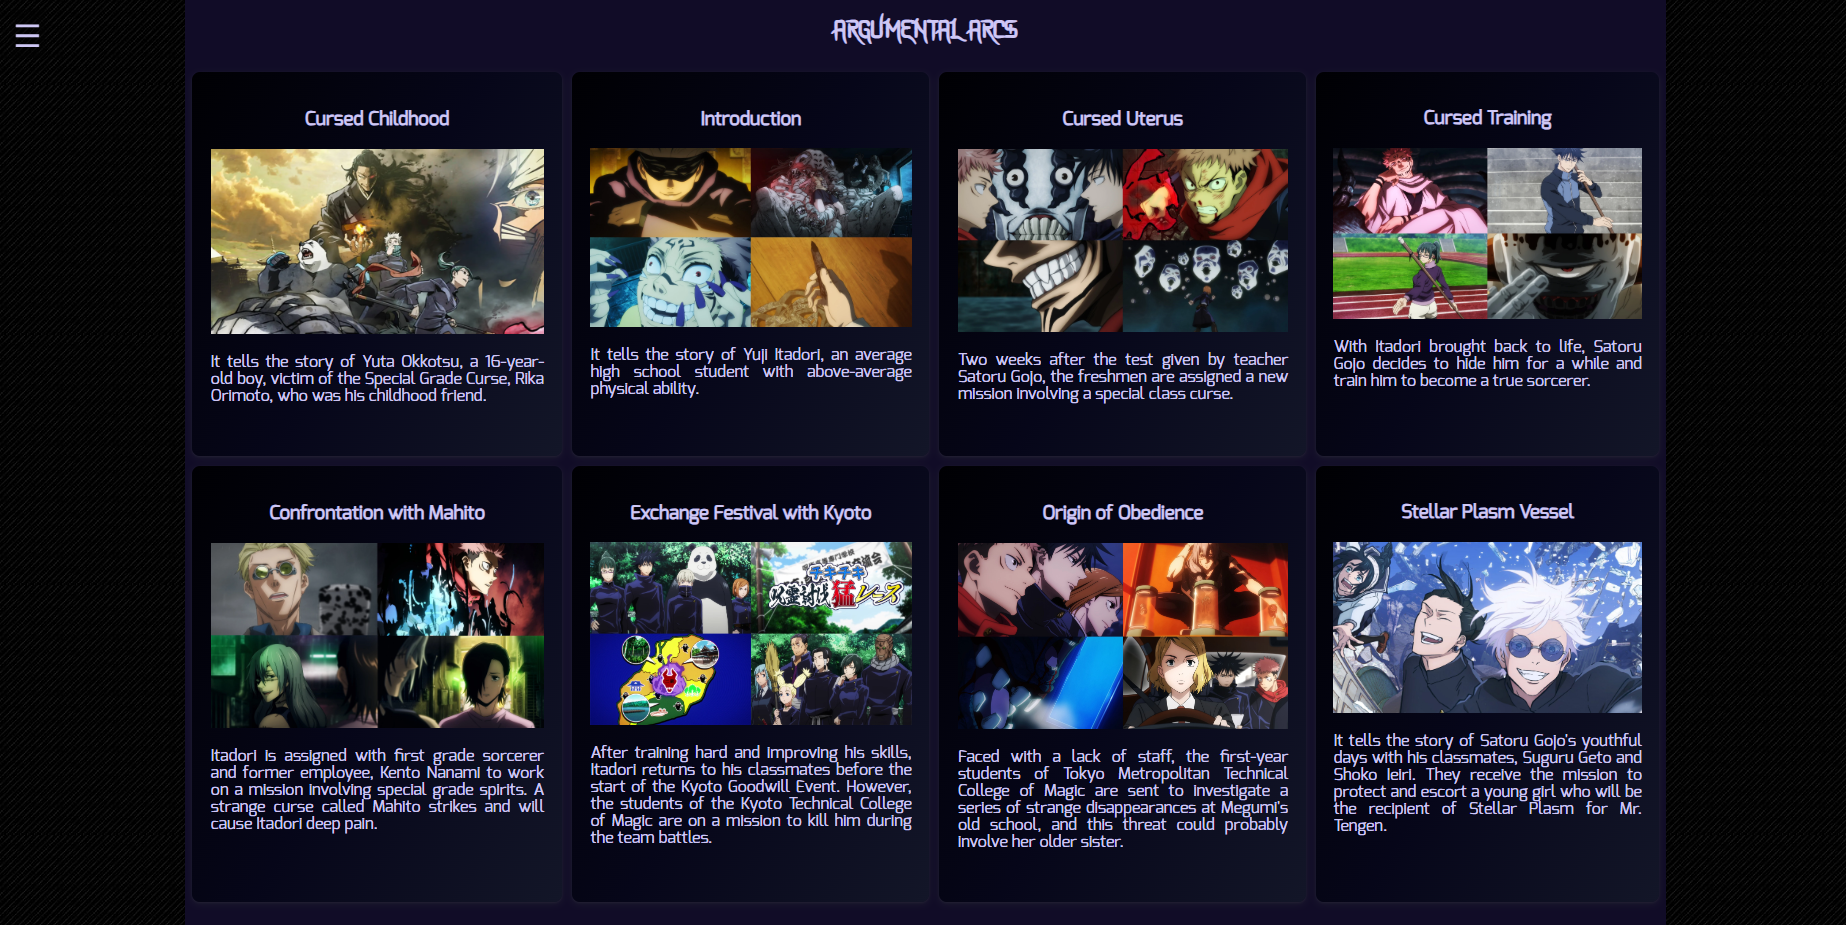 ARGUMENTAL ARCS
Cursed Childhood
It tells the story of Yuta Okkotsu, a 16-year-
old boy, victim of the Special Grade Curse, Rika
Orimoto, who was his childhood friend.
Introduction
It tells the story of Yuji Itadori, an average
high school student with above-average
physical ability.
Cursed Uterus
Two weeks after the test given by teacher
Satoru Gojo, the freshmen are assigned a new
mission involving a special class curse.
Cursed Training
With Itadori brought back to life, Satoru
Gojo decides to hide him for a while and
train him to become a true sorcerer.
Confrontation with Mahito
Itadori is assigned with first grade sorcerer
and former employee, Kento Nanami to work
on a mission involving special grade spirits. A
strange curse called Mahito strikes and will
cause Itadori deep pain.
Exchange Festival with Kyoto
チキチキ
呪霊討伐猛レース
After training hard and improving his skills,
Itadori returns to his classmates before the
start of the Kyoto Goodwill Event. However,
the students of the Kyoto Technical College
of Magic are on a mission to kill him during
the team battles.
Origin of Obedience
Faced with a lack of staff, the first-year
students of Tokyo Metropolitan Technical
College of Magic are sent to investigate a
series of strange disappearances at Megumi's
old school, and this threat could probably
involve her older sister.
Stellar Plasm Vessel
It tells the story of Satoru Gojo's youthful
days with his classmates, Suguru Geto and
Shoko Ieiri. They receive the mission to
protect and escort a young girl who will be
the recipient of Stellar Plasm for Mr.
Tengen.